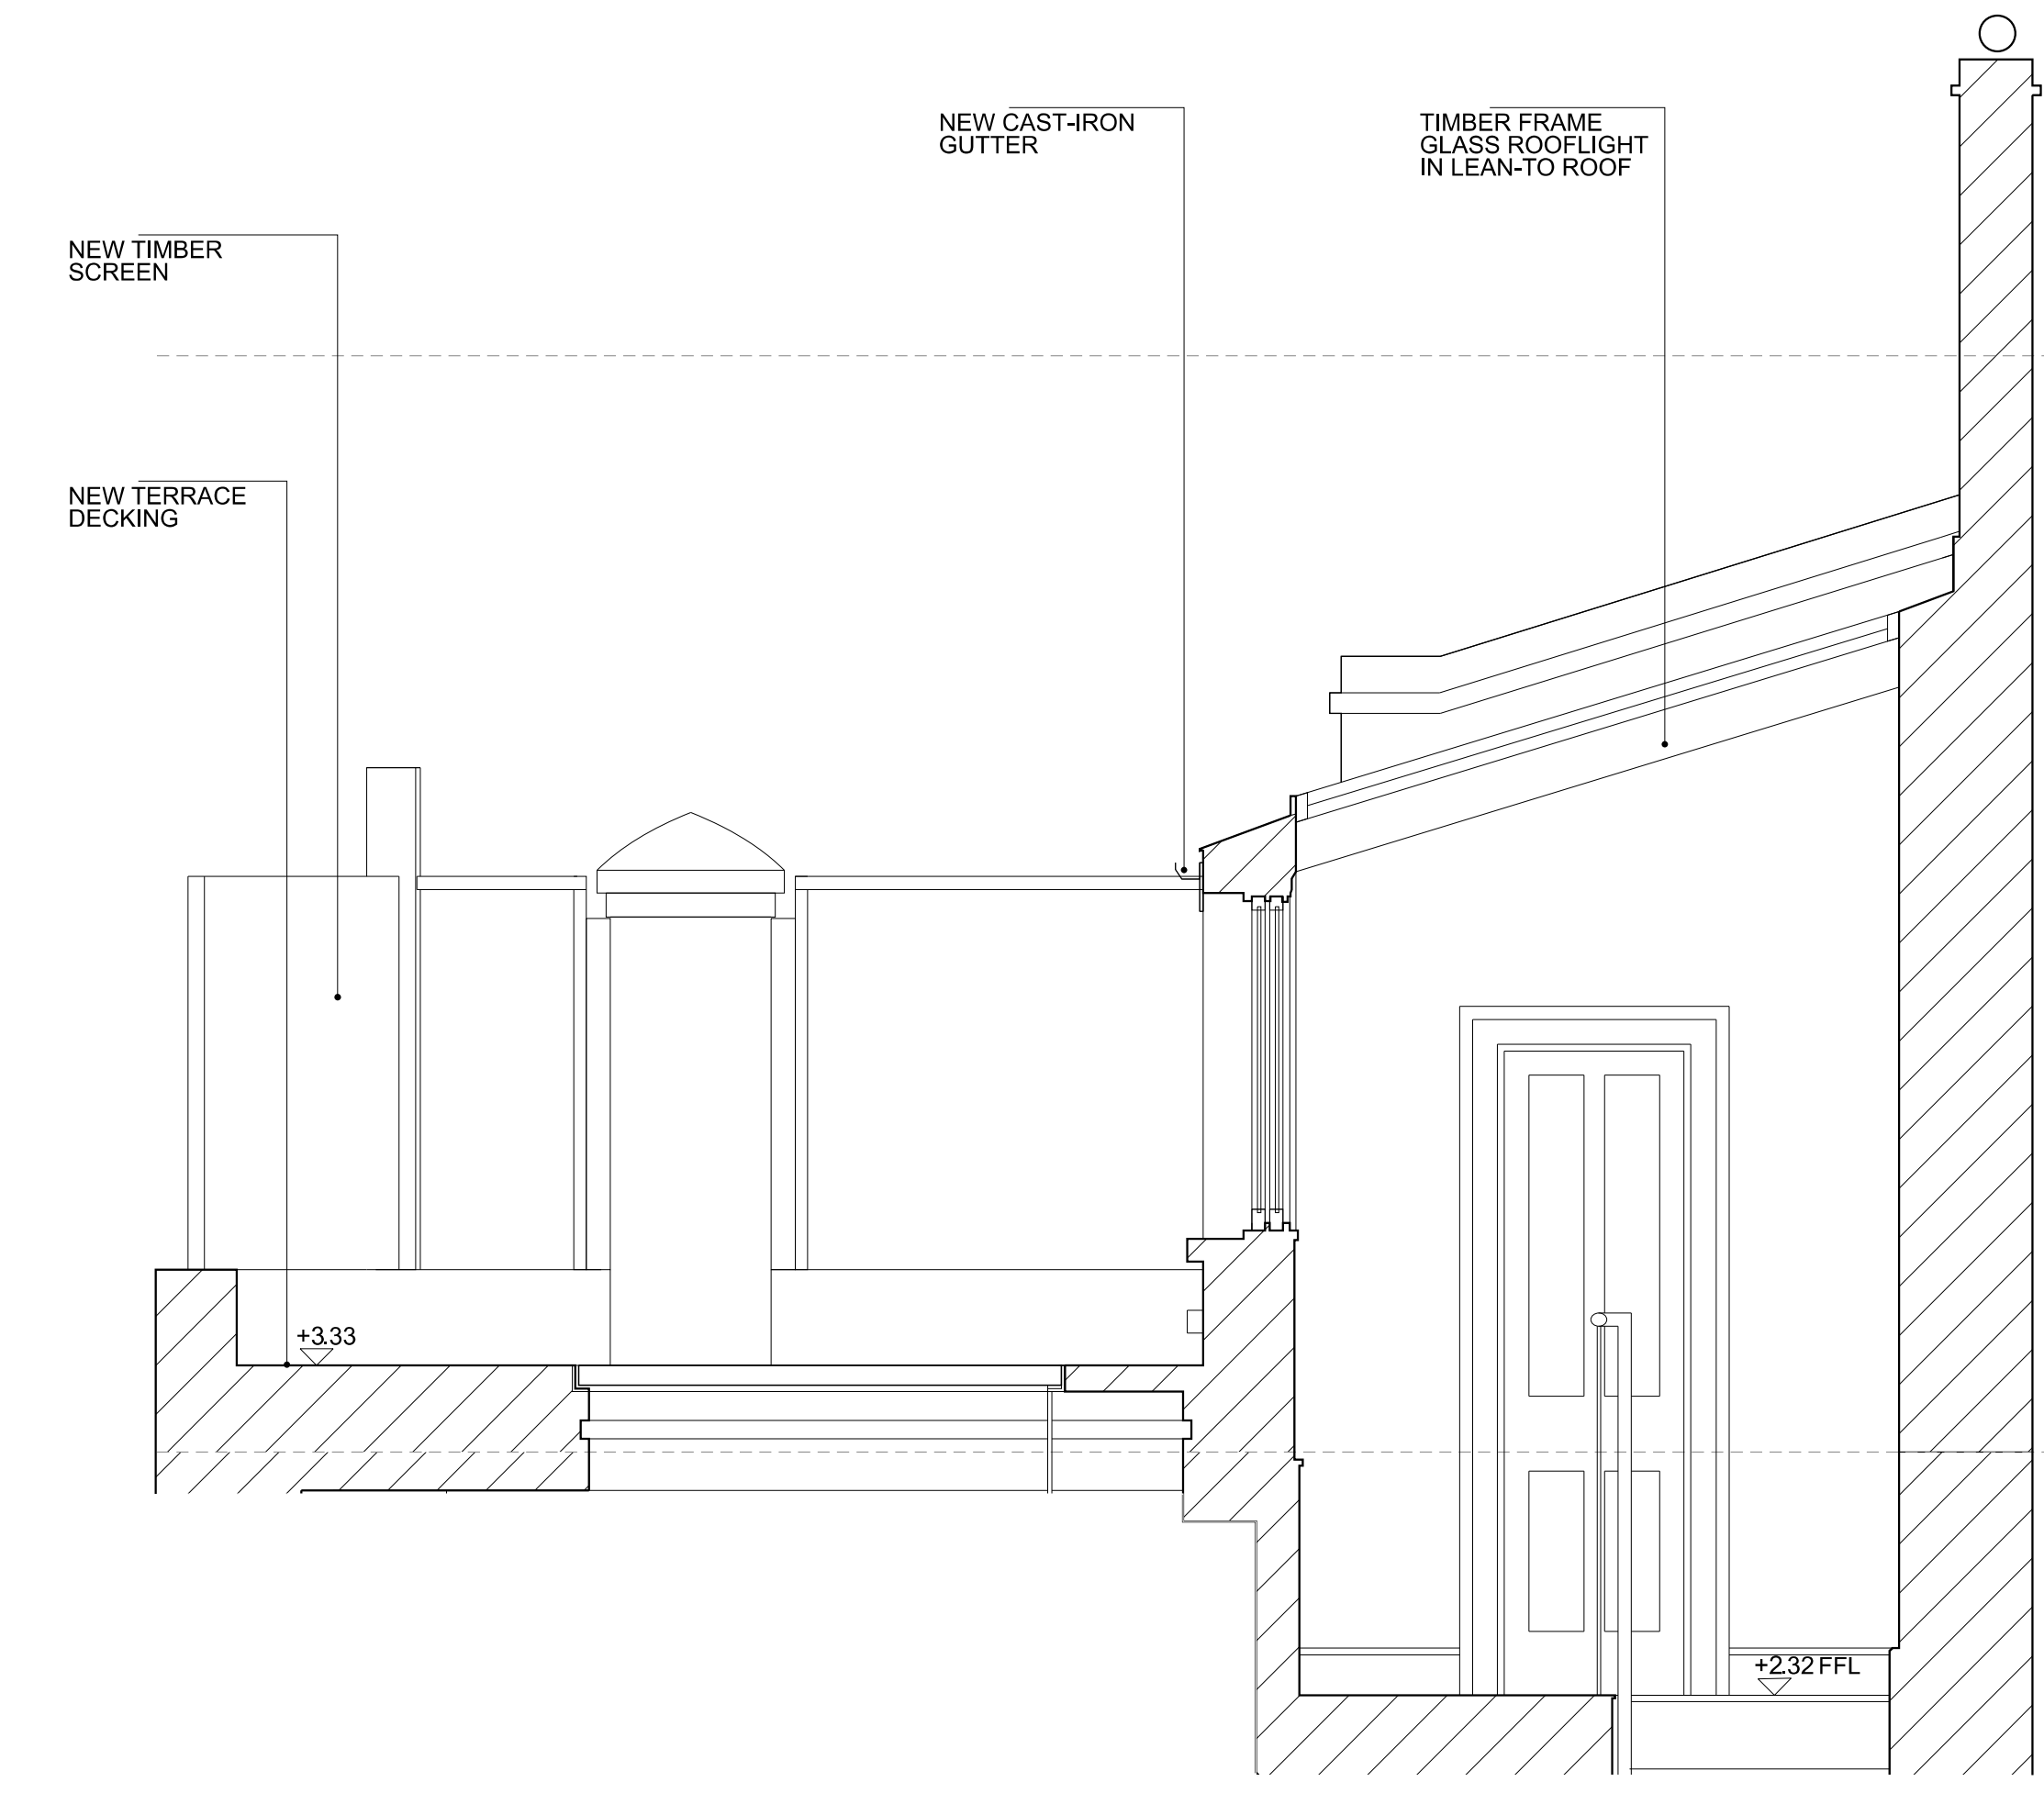 NEW CAST-IRON
GUTTER
TIMBER FRAME
GLASS ROOFLIGHT
IN LEAN-TO ROOF
NEW TIMBER
SCREEN
NEW TERRACE
DECKING
+3.33
+2.32 FFL